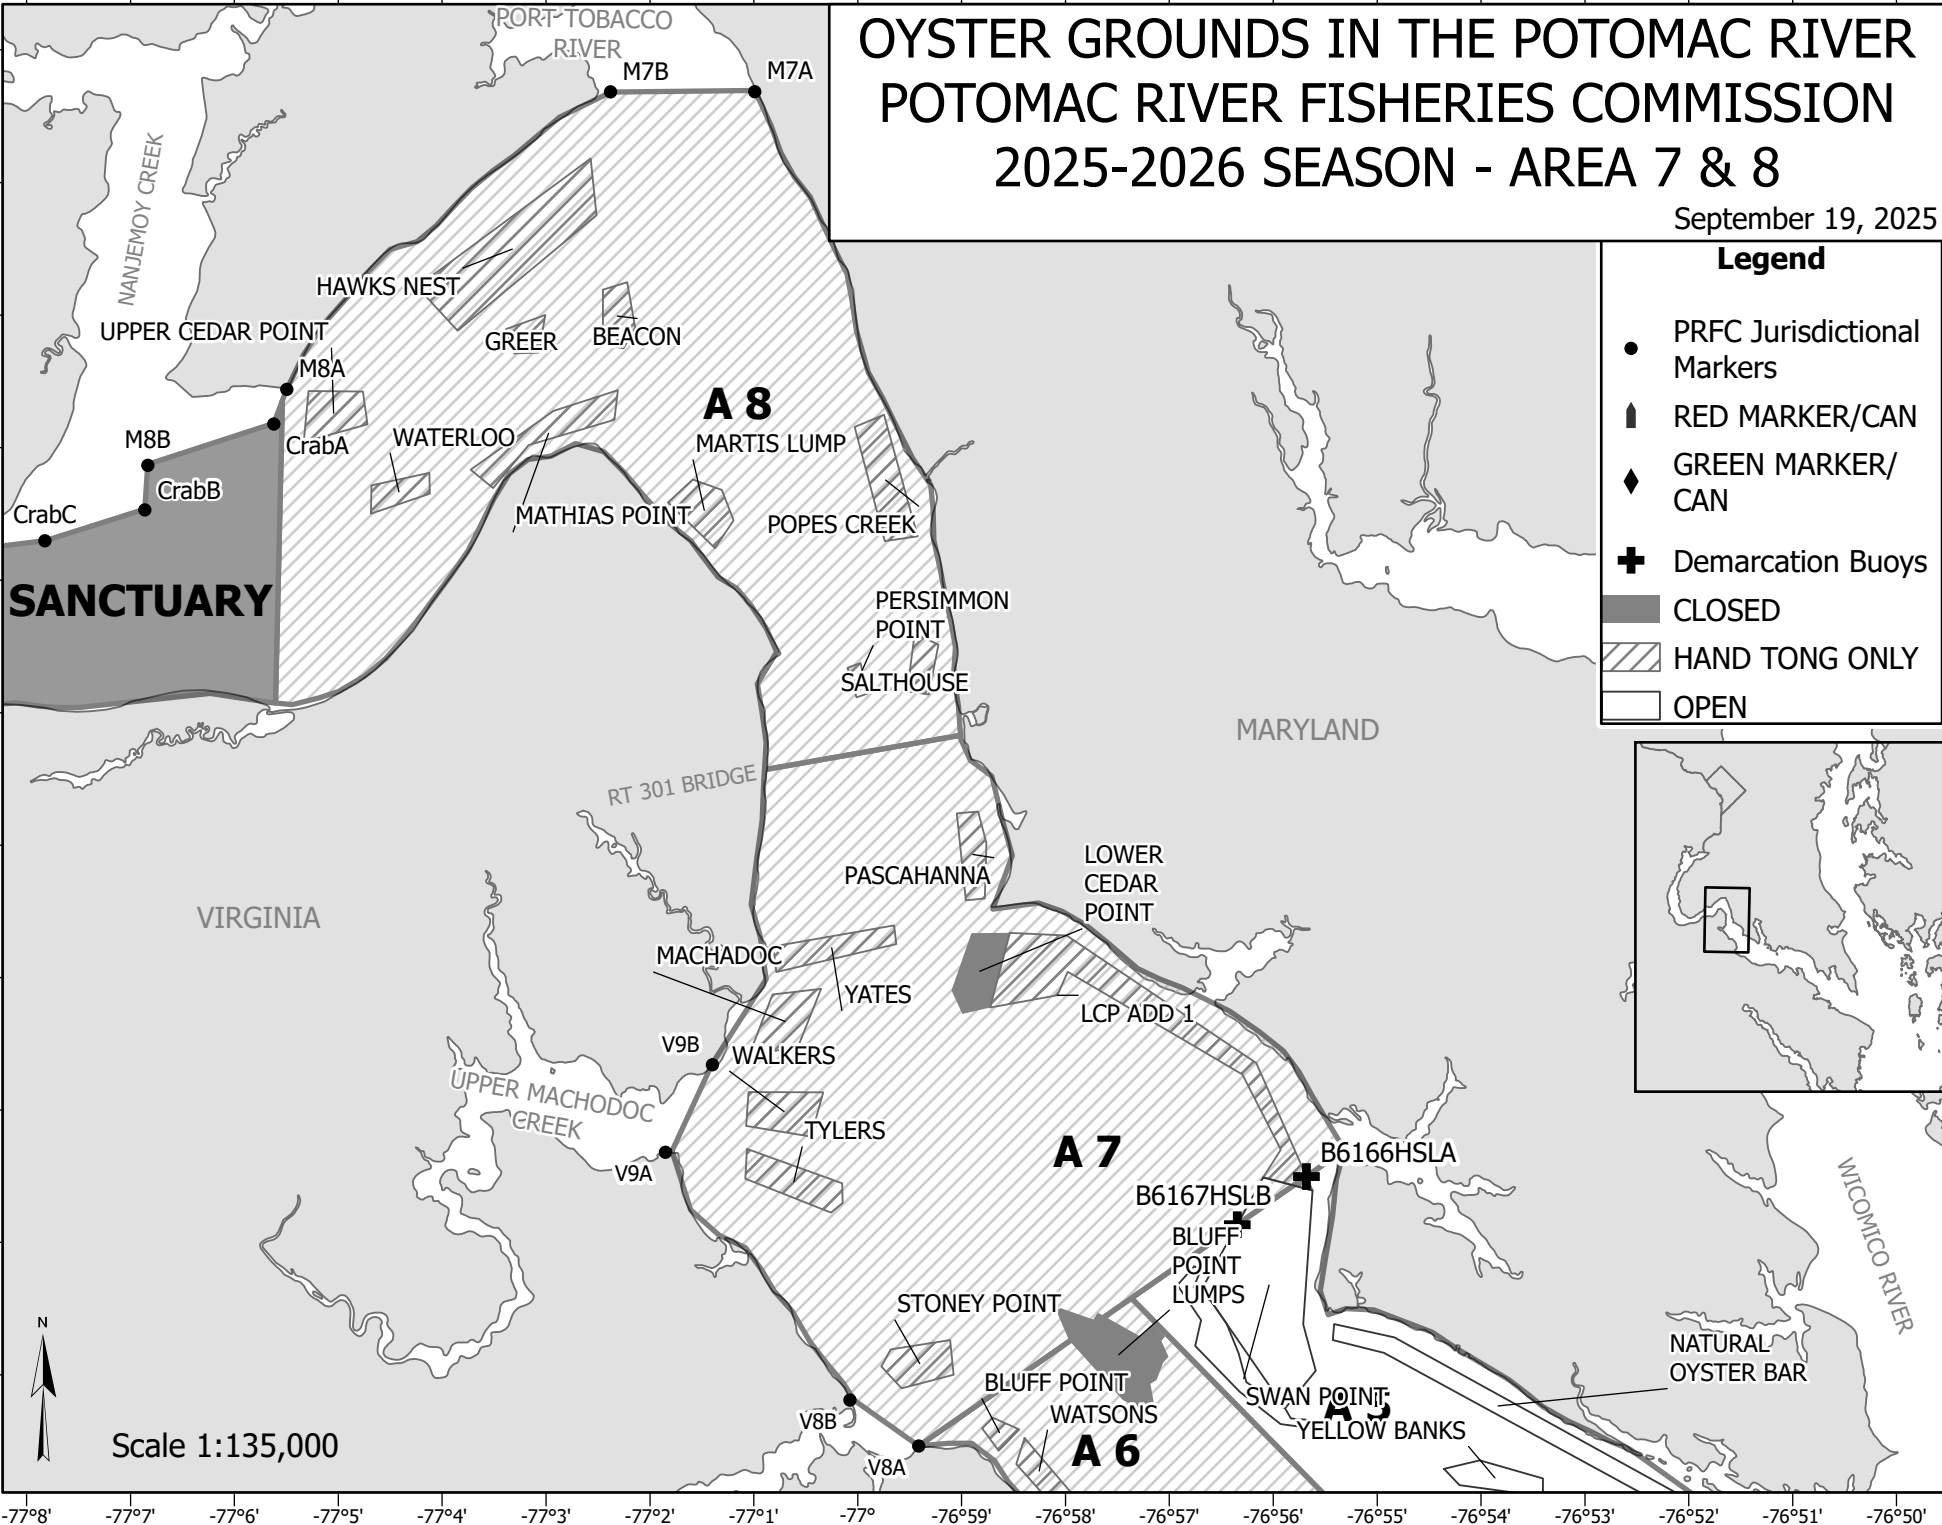 OYSTER GROUNDS IN THE POTOMAC RIVER
POTOMAC RIVER FISHERIES COMMISSION
2025-2026 SEASON - AREA 7 & 8
September 19, 2025
Legend
PRFC Jurisdictional
Markers
RED MARKER/CAN
GREEN MARKER/
CAN
Demarcation Buoys
CLOSED
HAND TONG ONLY
OPEN
PORT TOBACCO
RIVER
M7B
M7A
NANJEMOY CREEK
HAWKS NEST
UPPER CEDAR POINT
GREER
BEACON
M8A
A 8
M8B
CrabA
WATERLOO
MARTIS LUMP
CrabB
CrabC
MATHIAS POINT
POPES CREEK
SANCTUARY
PERSIMMON
POINT
SALTHOUSE
MARYLAND
RT 301 BRIDGE
PASCAHANNA
LOWER
CEDAR
POINT
VIRGINIA
MACHADOC
YATES
LCP ADD 1
V9B
WALKERS
UPPER MACHODOC
CREEK
TYLERS
A 7
B6166HSLA
V9A
B6167HSLB
BLUFF
POINT
LUMPS
WICOMICO RIVER
STONEY POINT
NATURAL
OYSTER BAR
BLUFF POINT
SWAN POINT
WATSONS
A 5
V8B
YELLOW BANKS
A 6
V8A
N
Scale 1:135,000
-77°8'
-77°7'
-77°6'
-77°5'
-77°4'
-77°3'
-77°2'
-77°1'
-77°
-76°59'
-76°58'
-76°57'
-76°56'
-76°55'
-76°54'
-76°53'
-76°52'
-76°51'
-76°50'